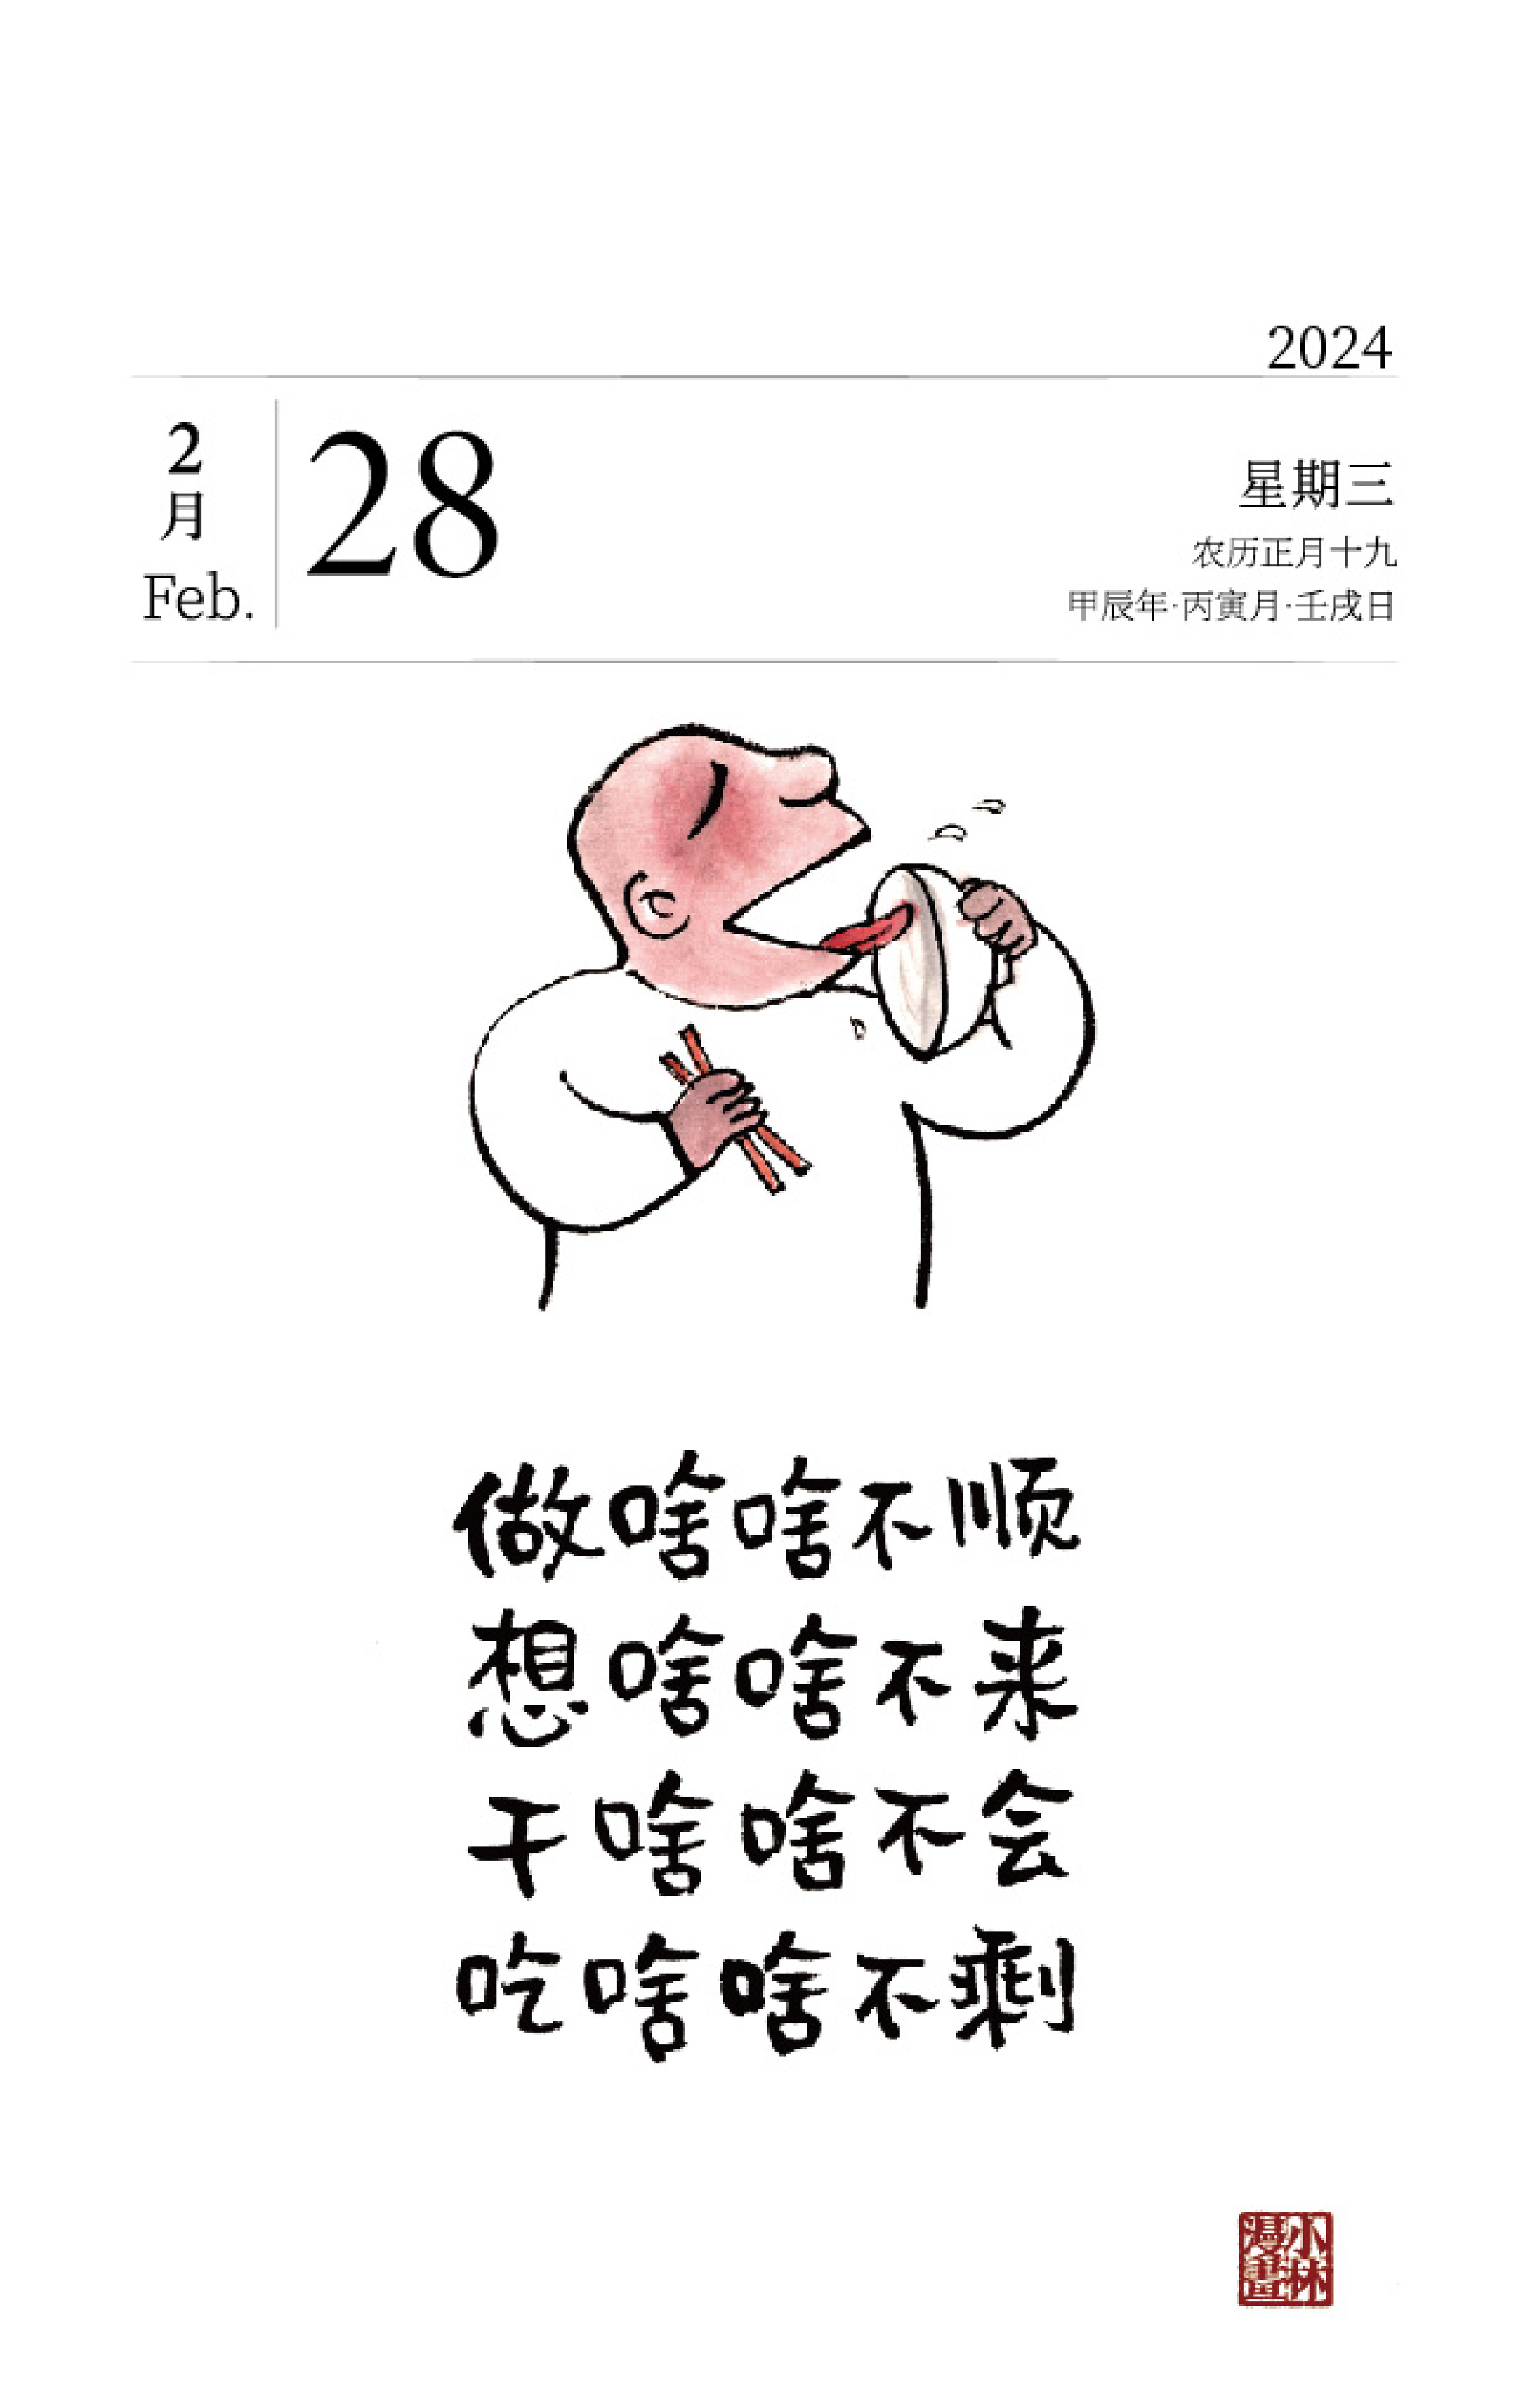 2024
2
月
Feb.
28
星期三
农历正月十九
甲辰年·丙寅月·壬戌日
做啥啥不顺
想啥啥不来
干啥啥不会
吃啥啥不剩
小林
漫畫